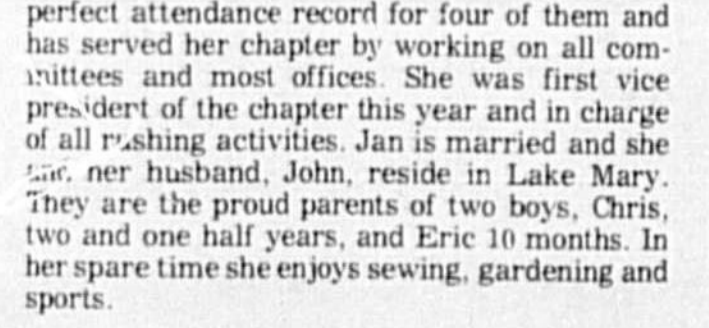 perfect attendance record for four of them and
has served her chapter by working on all com-
mittees and most offices. She was first vice
president of the chapter this year and in charge
of all rushing activities. Jan is married and she
and her husband, John, reside in Lake Mary.
They are the proud parents of two boys, Chris,
two and one half years, and Eric 10 months. In
her spare time she enjoys sewing, gardening and
sports.